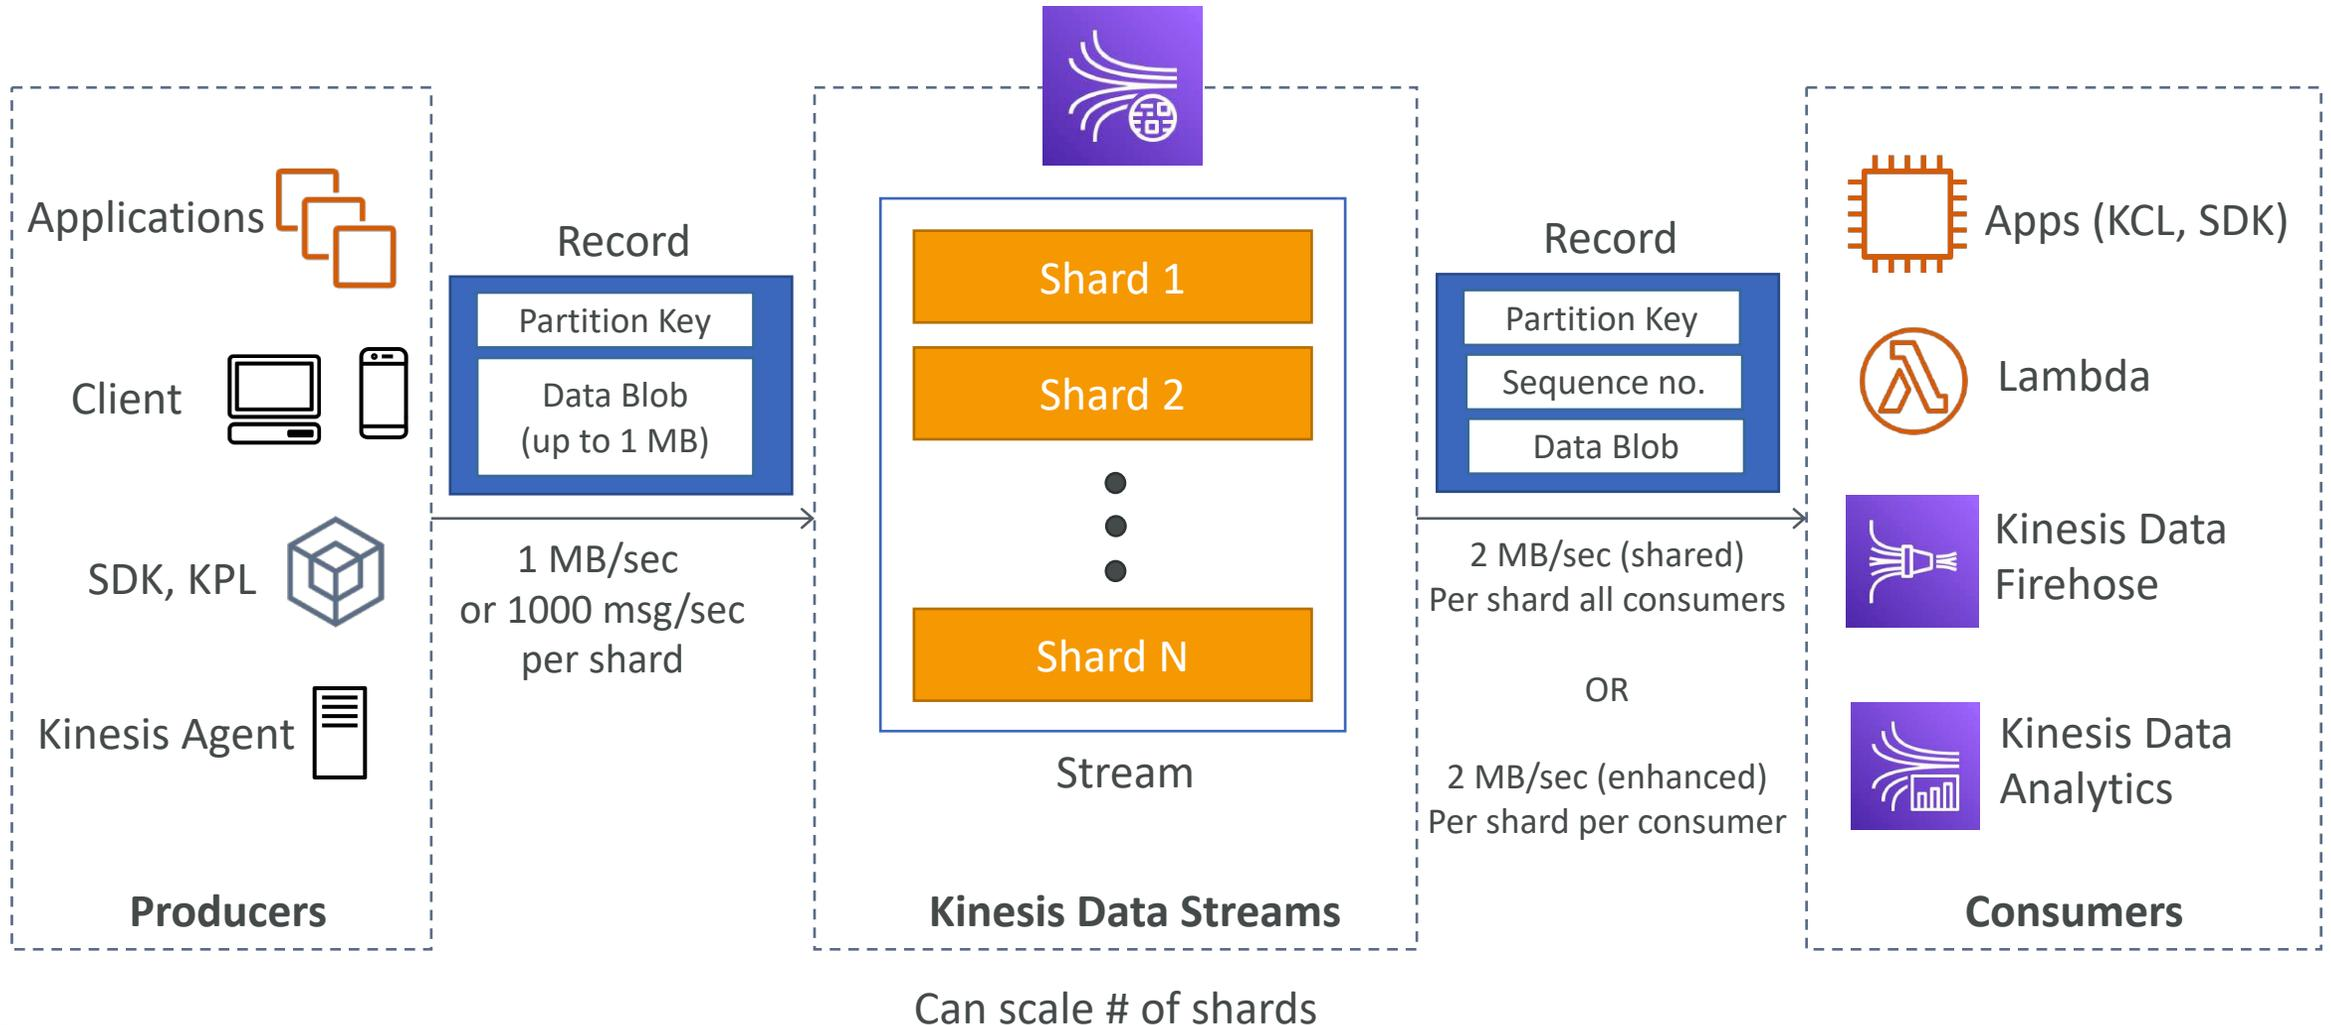 Applications
Client
SDK, KPL
Kinesis Agent
Producers
Record
Partition Key
Data Blob
(up to 1 MB)
1 MB/sec
or 1000 msg/sec
per shard
Shard 1
Shard 2
Shard N
Stream
Kinesis Data Streams
Can scale # of shards
Record
Partition Key
Sequence no.
Data Blob
2 MB/sec (shared)
Per shard all consumers
OR
2 MB/sec (enhanced)
Per shard per consumer
Apps (KCL, SDK)
Lambda
Kinesis Data
Firehose
Kinesis Data
Analytics
Consumers